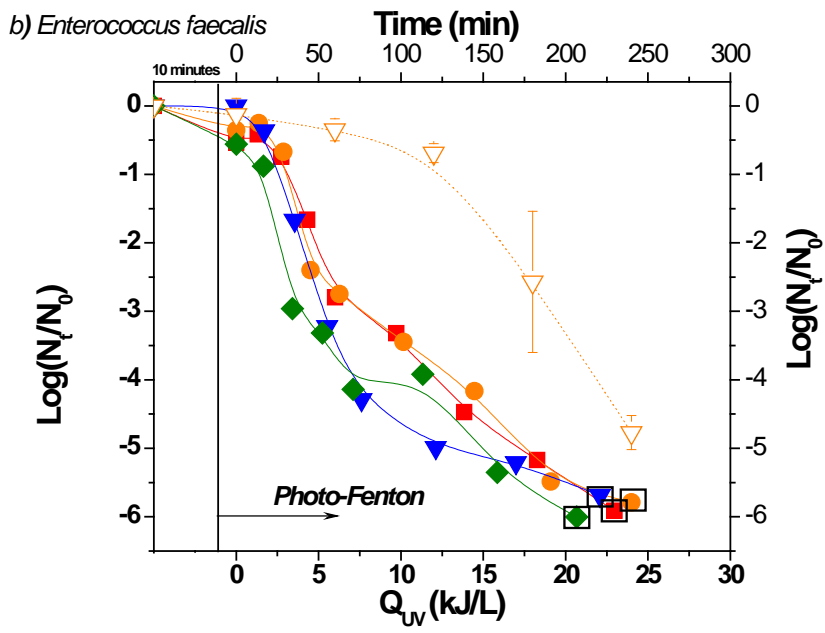 b) Enterococcus faecalis
Time (min)
0 50 100 150 200 250 300
10 minutes
0
-1
-2
-3
-4
-5
-6
Log(Nt/N0)
0
-1
-2
-3
-4
-5
-6
Log(Nt/N0)
Photo-Fenton
0 5 10 15 20 25 30
QUV (kJ/L)